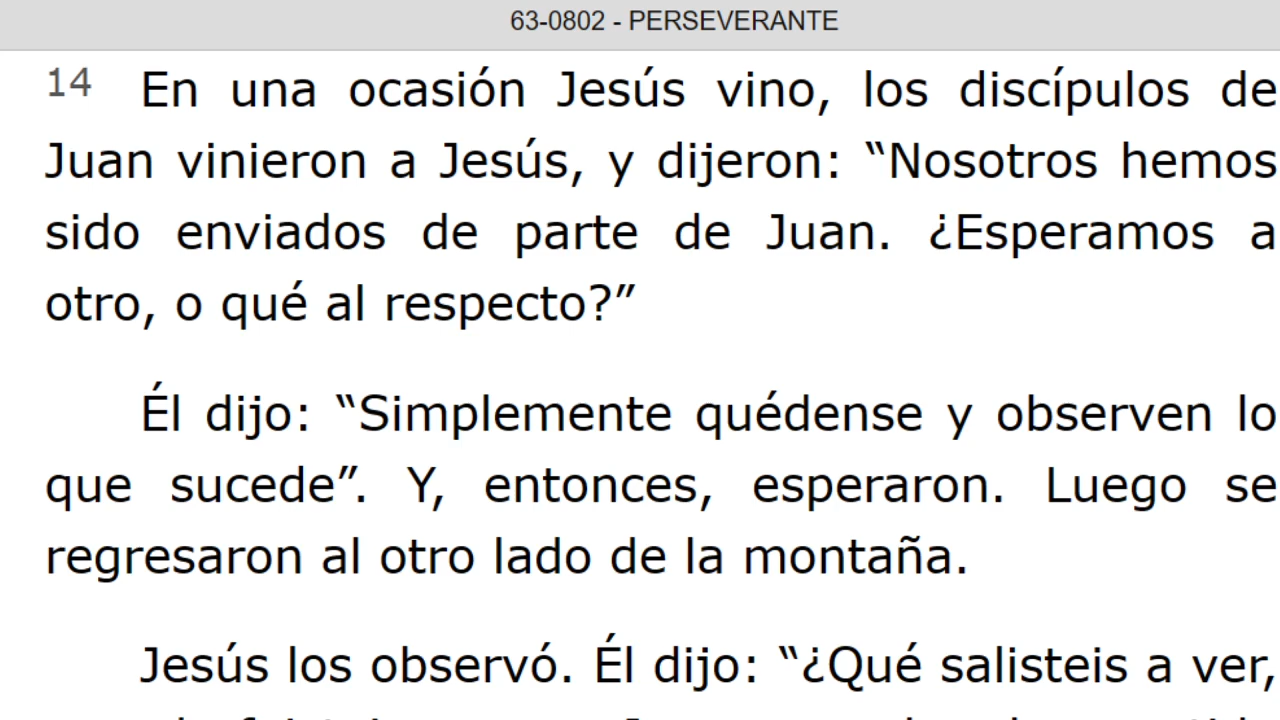 63-0802 - PERSEVERANTE
14 En una ocasión Jesús vino, los discípulos de
Juan vinieron a Jesús, y dijeron: “Nosotros hemos
sido enviados de parte de Juan. ¿Esperamos a
otro, o qué al respecto?”
Él dijo: “Simplemente quédense y observen lo
que sucede”. Y, entonces, esperaron. Luego se
regresaron al otro lado de la montaña.
Jesús los observó. Él dijo: “¿Qué salisteis a ver,